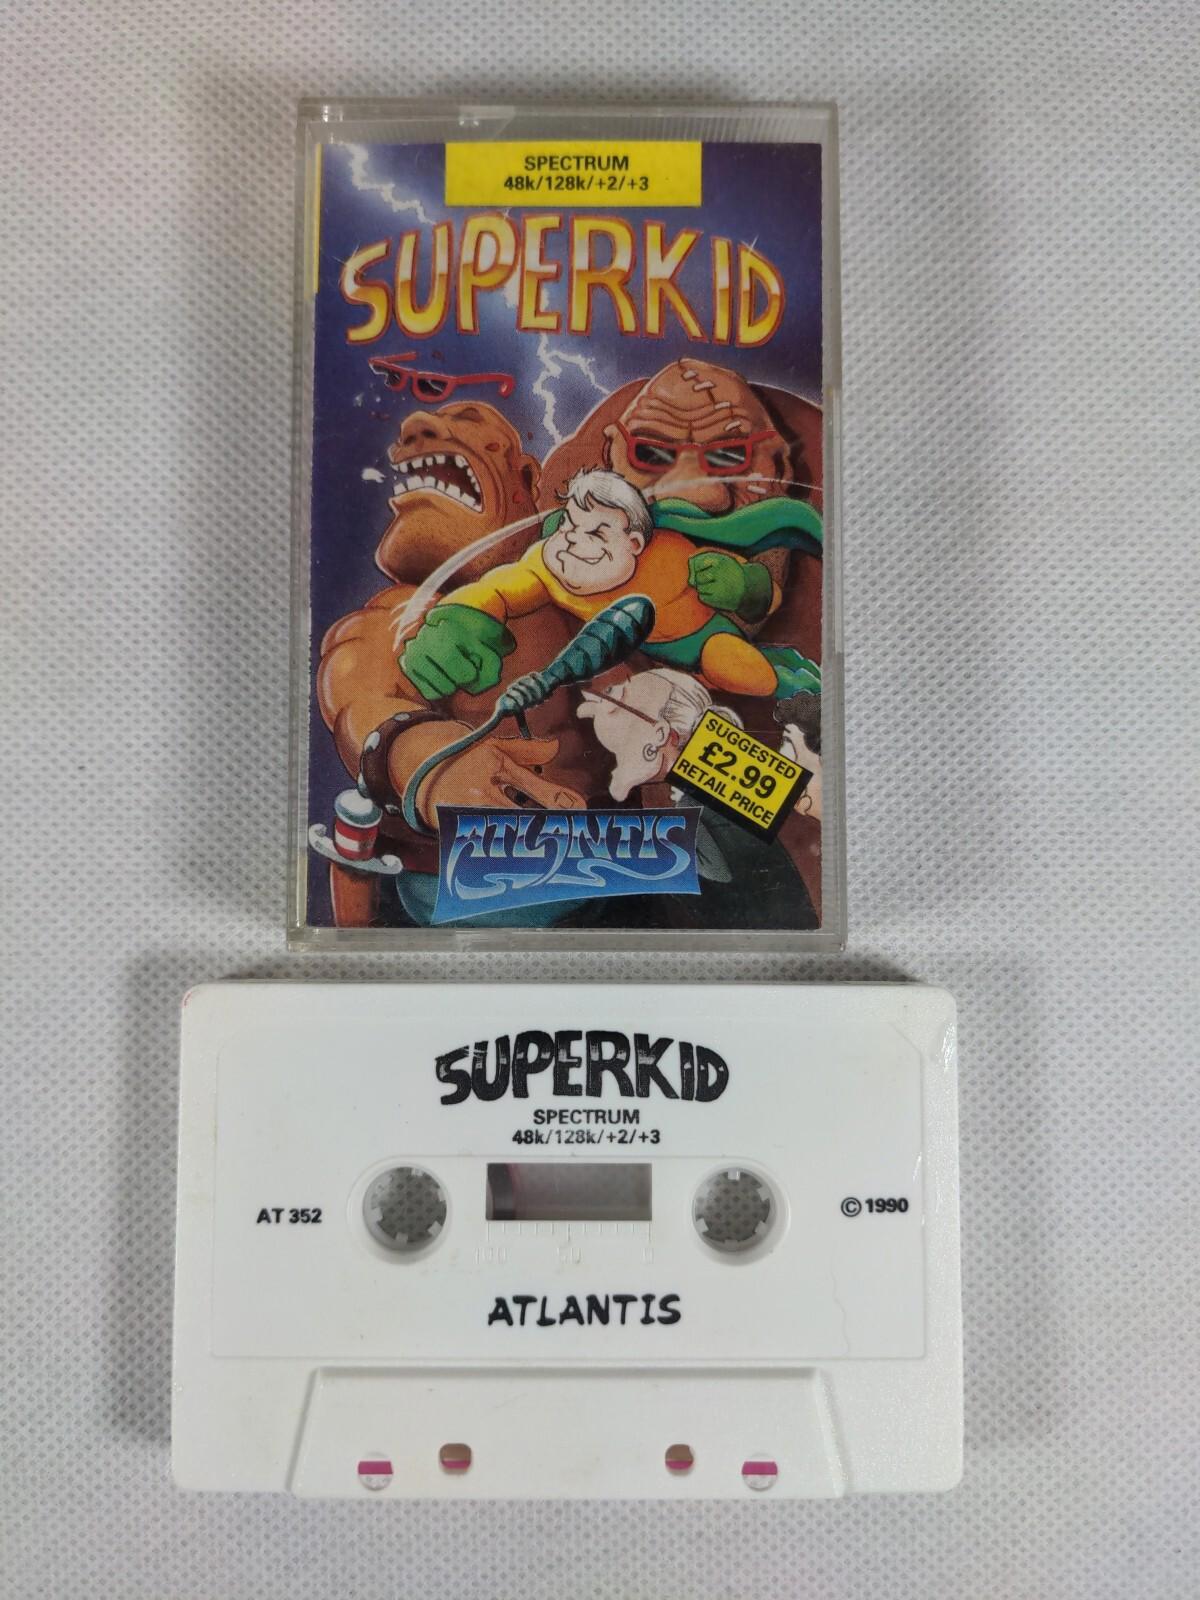 SPECTRUM
48k/128k/+2/+3
SUPERKID
SUGGESTED
£2.99
RETAIL PRICE
ATLANTIS
SUPERKID
SPECTRUM
48k/128k/+2/+3
AT 352
© 1990
100 50 0
ATLANTIS